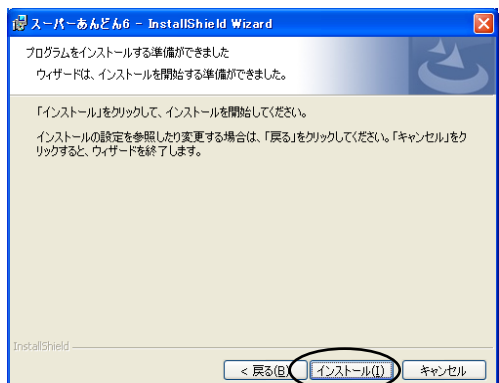 スーパーあんどん6 - InstallShield Wizard
プログラムをインストールする準備ができました
ウィザードは、インストールを開始する準備ができました。
「インストール」をクリックして、インストールを開始してください。
インストールの設定を参照したり変更する場合は、「戻る」をクリックしてください。「キャンセル」をク
リックすると、ウィザードを終了します。
InstallShield
< 戻る(B) インストール(I) キャンセル